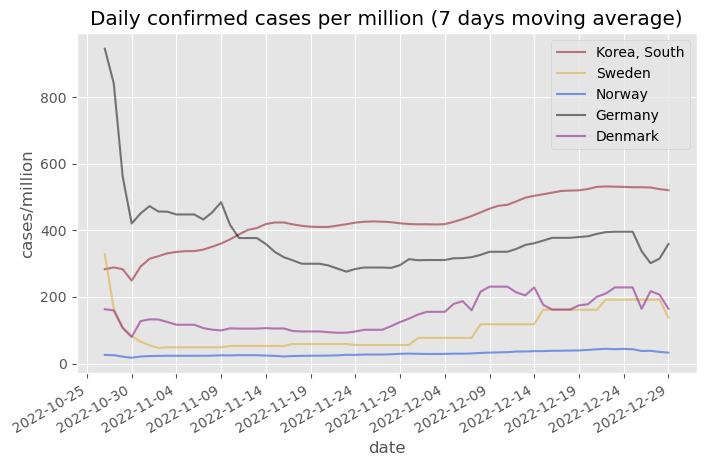 Daily confirmed cases per million (7 days moving average)
Korea, South
Sweden
Norway
Germany
Denmark
cases/million
800
600
400
200
0
2022-10-25
2022-10-30
2022-11-04
2022-11-09
2022-11-14
2022-11-19
2022-11-24
2022-11-29
2022-12-04
2022-12-09
2022-12-14
2022-12-19
2022-12-24
2022-12-29
date